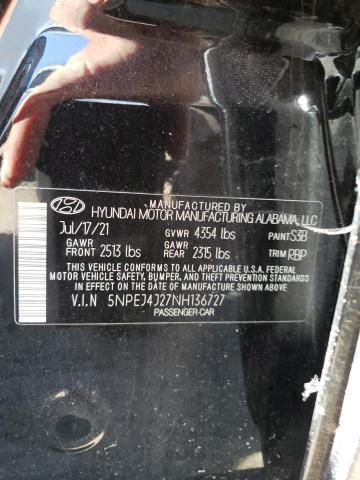 MANUFACTURED BY
HYUNDAI MOTOR MANUFACTURING ALABAMA, LLC
Jul/17/21 GVWR 4354 lbs PAINT S3B
GAWR FRONT 2513 lbs GAWR REAR 2315 lbs TRIM RBP
THIS VEHICLE CONFORMS TO ALL APPLICABLE U.S.A. FEDERAL
MOTOR VEHICLE SAFETY, BUMPER, AND THEFT PREVENTION
STANDARDS IN EFFECT ON THE DATE OF MANUFACTURE SHOWN ABOVE.
V.I.N 5NPEJ4J27NH136727
PASSENGER-CAR